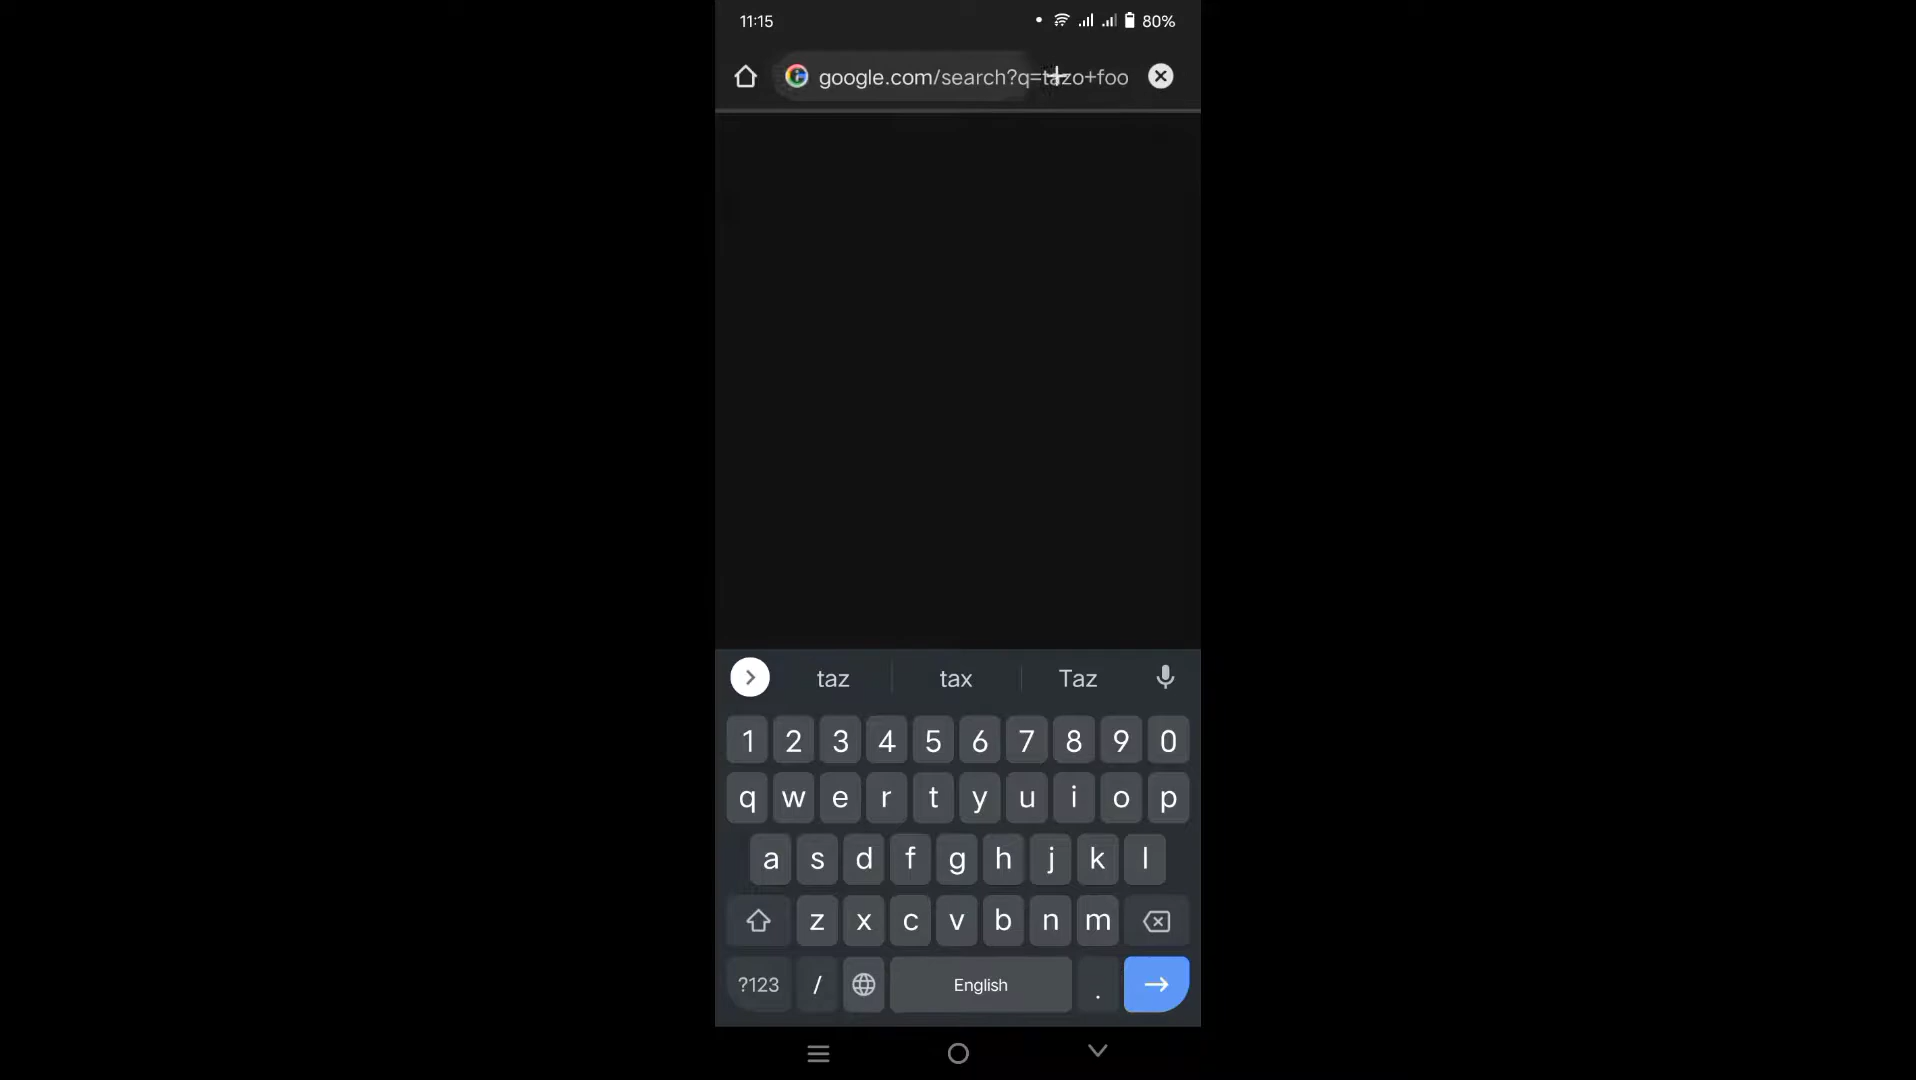 11:15 80%
google.com/search?q=tazo+foo
taz tax Taz
1 2 3 4 5 6 7 8 9 0
q w e r t y u i o p
a s d f g h j k l
z x c v b n m
?123 / English .